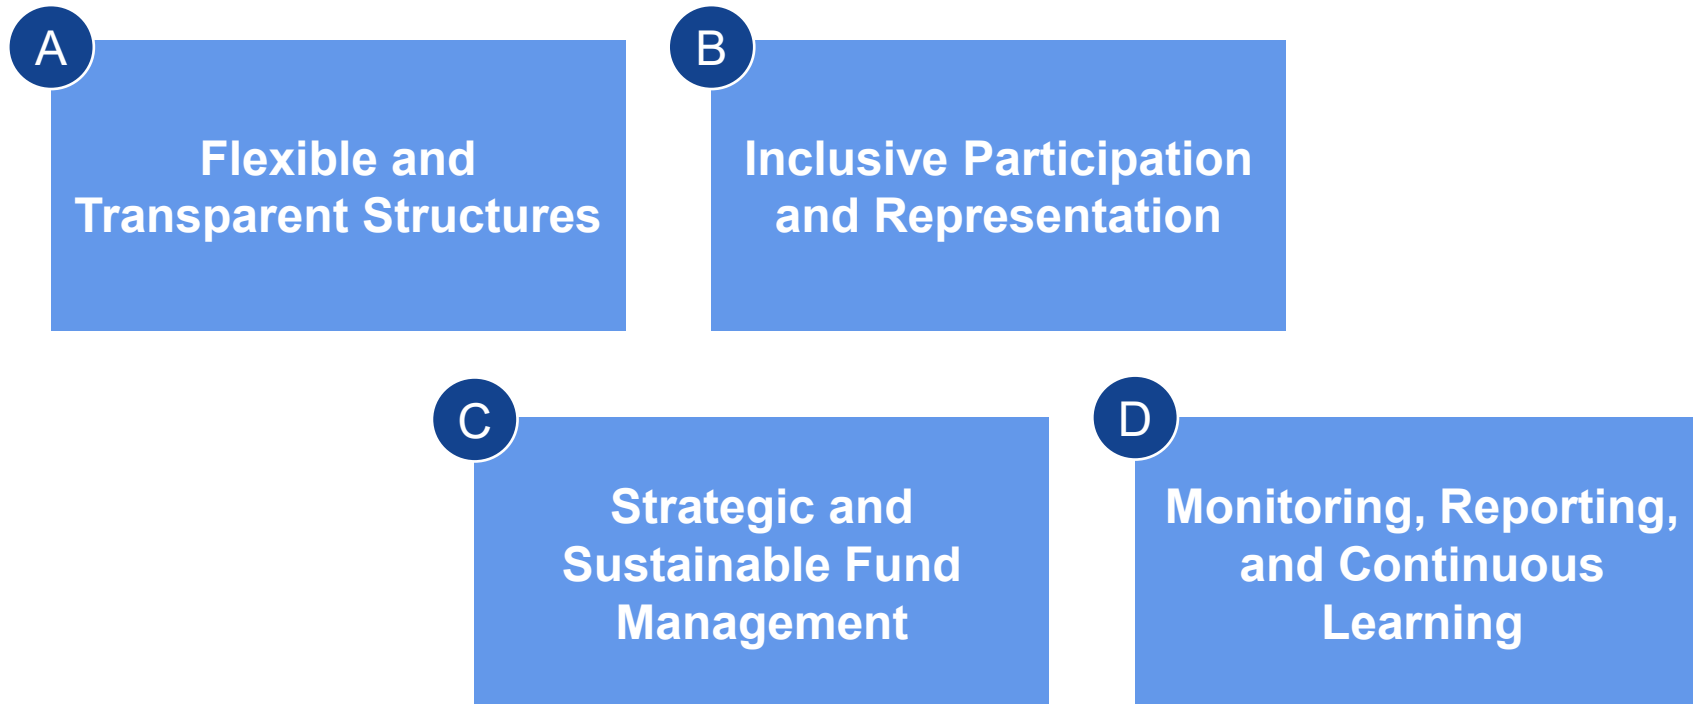 A
Flexible and
Transparent Structures
B
Inclusive Participation
and Representation
C
Strategic and
Sustainable Fund
Management
D
Monitoring, Reporting,
and Continuous
Learning